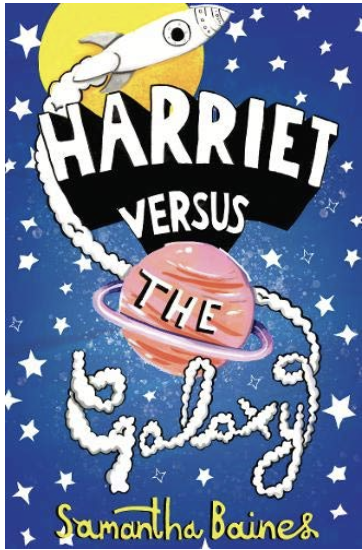 HARRIET
VERSUS
THE
Galaxy
Samantha Baines